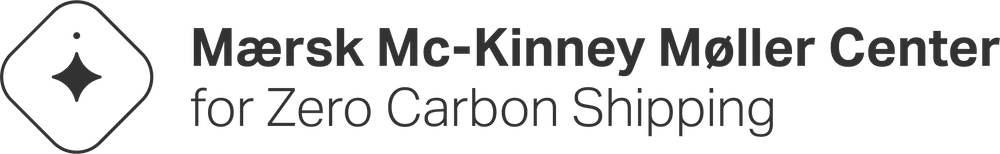 Mærsk Mc-Kinney Møller Center
for Zero Carbon Shipping